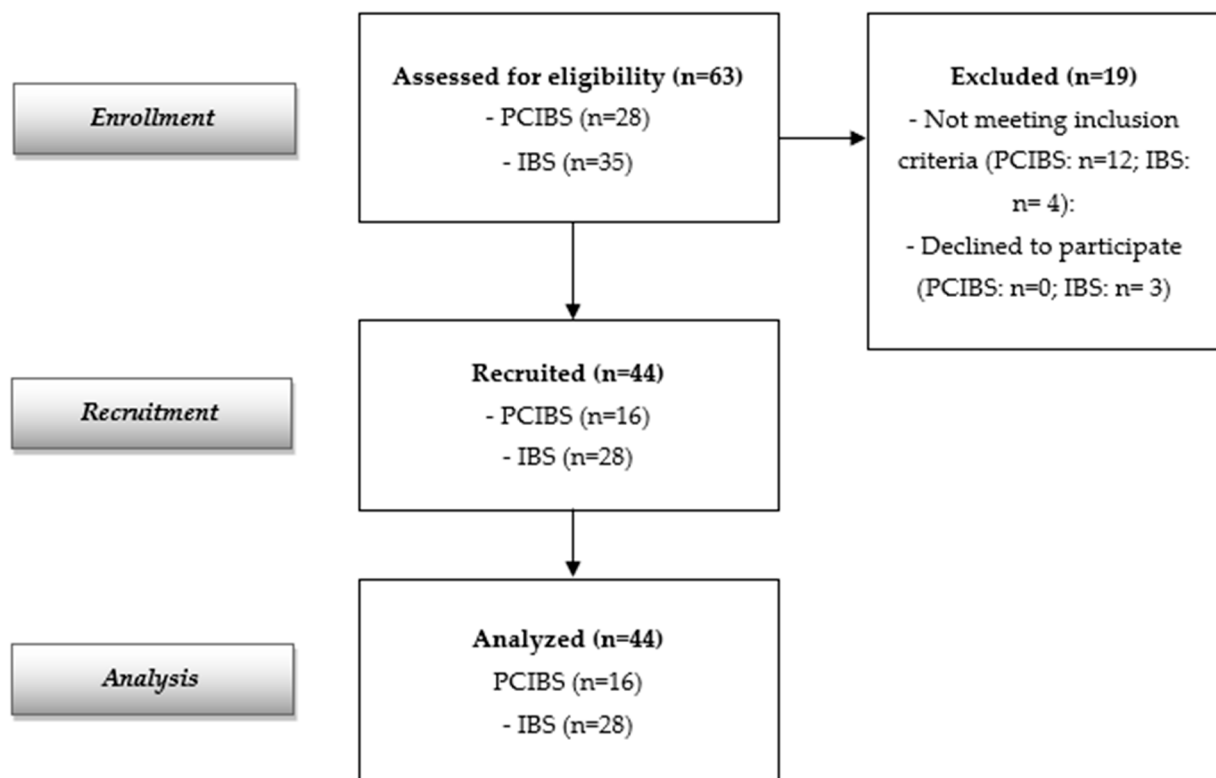 Enrollment
Assessed for eligibility (n=63)
- PCIBS (n=28)
- IBS (n=35)
Excluded (n=19)
- Not meeting inclusion
criteria (PCIBS: n=12; IBS:
n= 4):
- Declined to participate
(PCIBS: n=0; IBS: n= 3)
Recruitment
Recruited (n=44)
- PCIBS (n=16)
- IBS (n=28)
Analysis
Analyzed (n=44)
PCIBS (n=16)
- IBS (n=28)